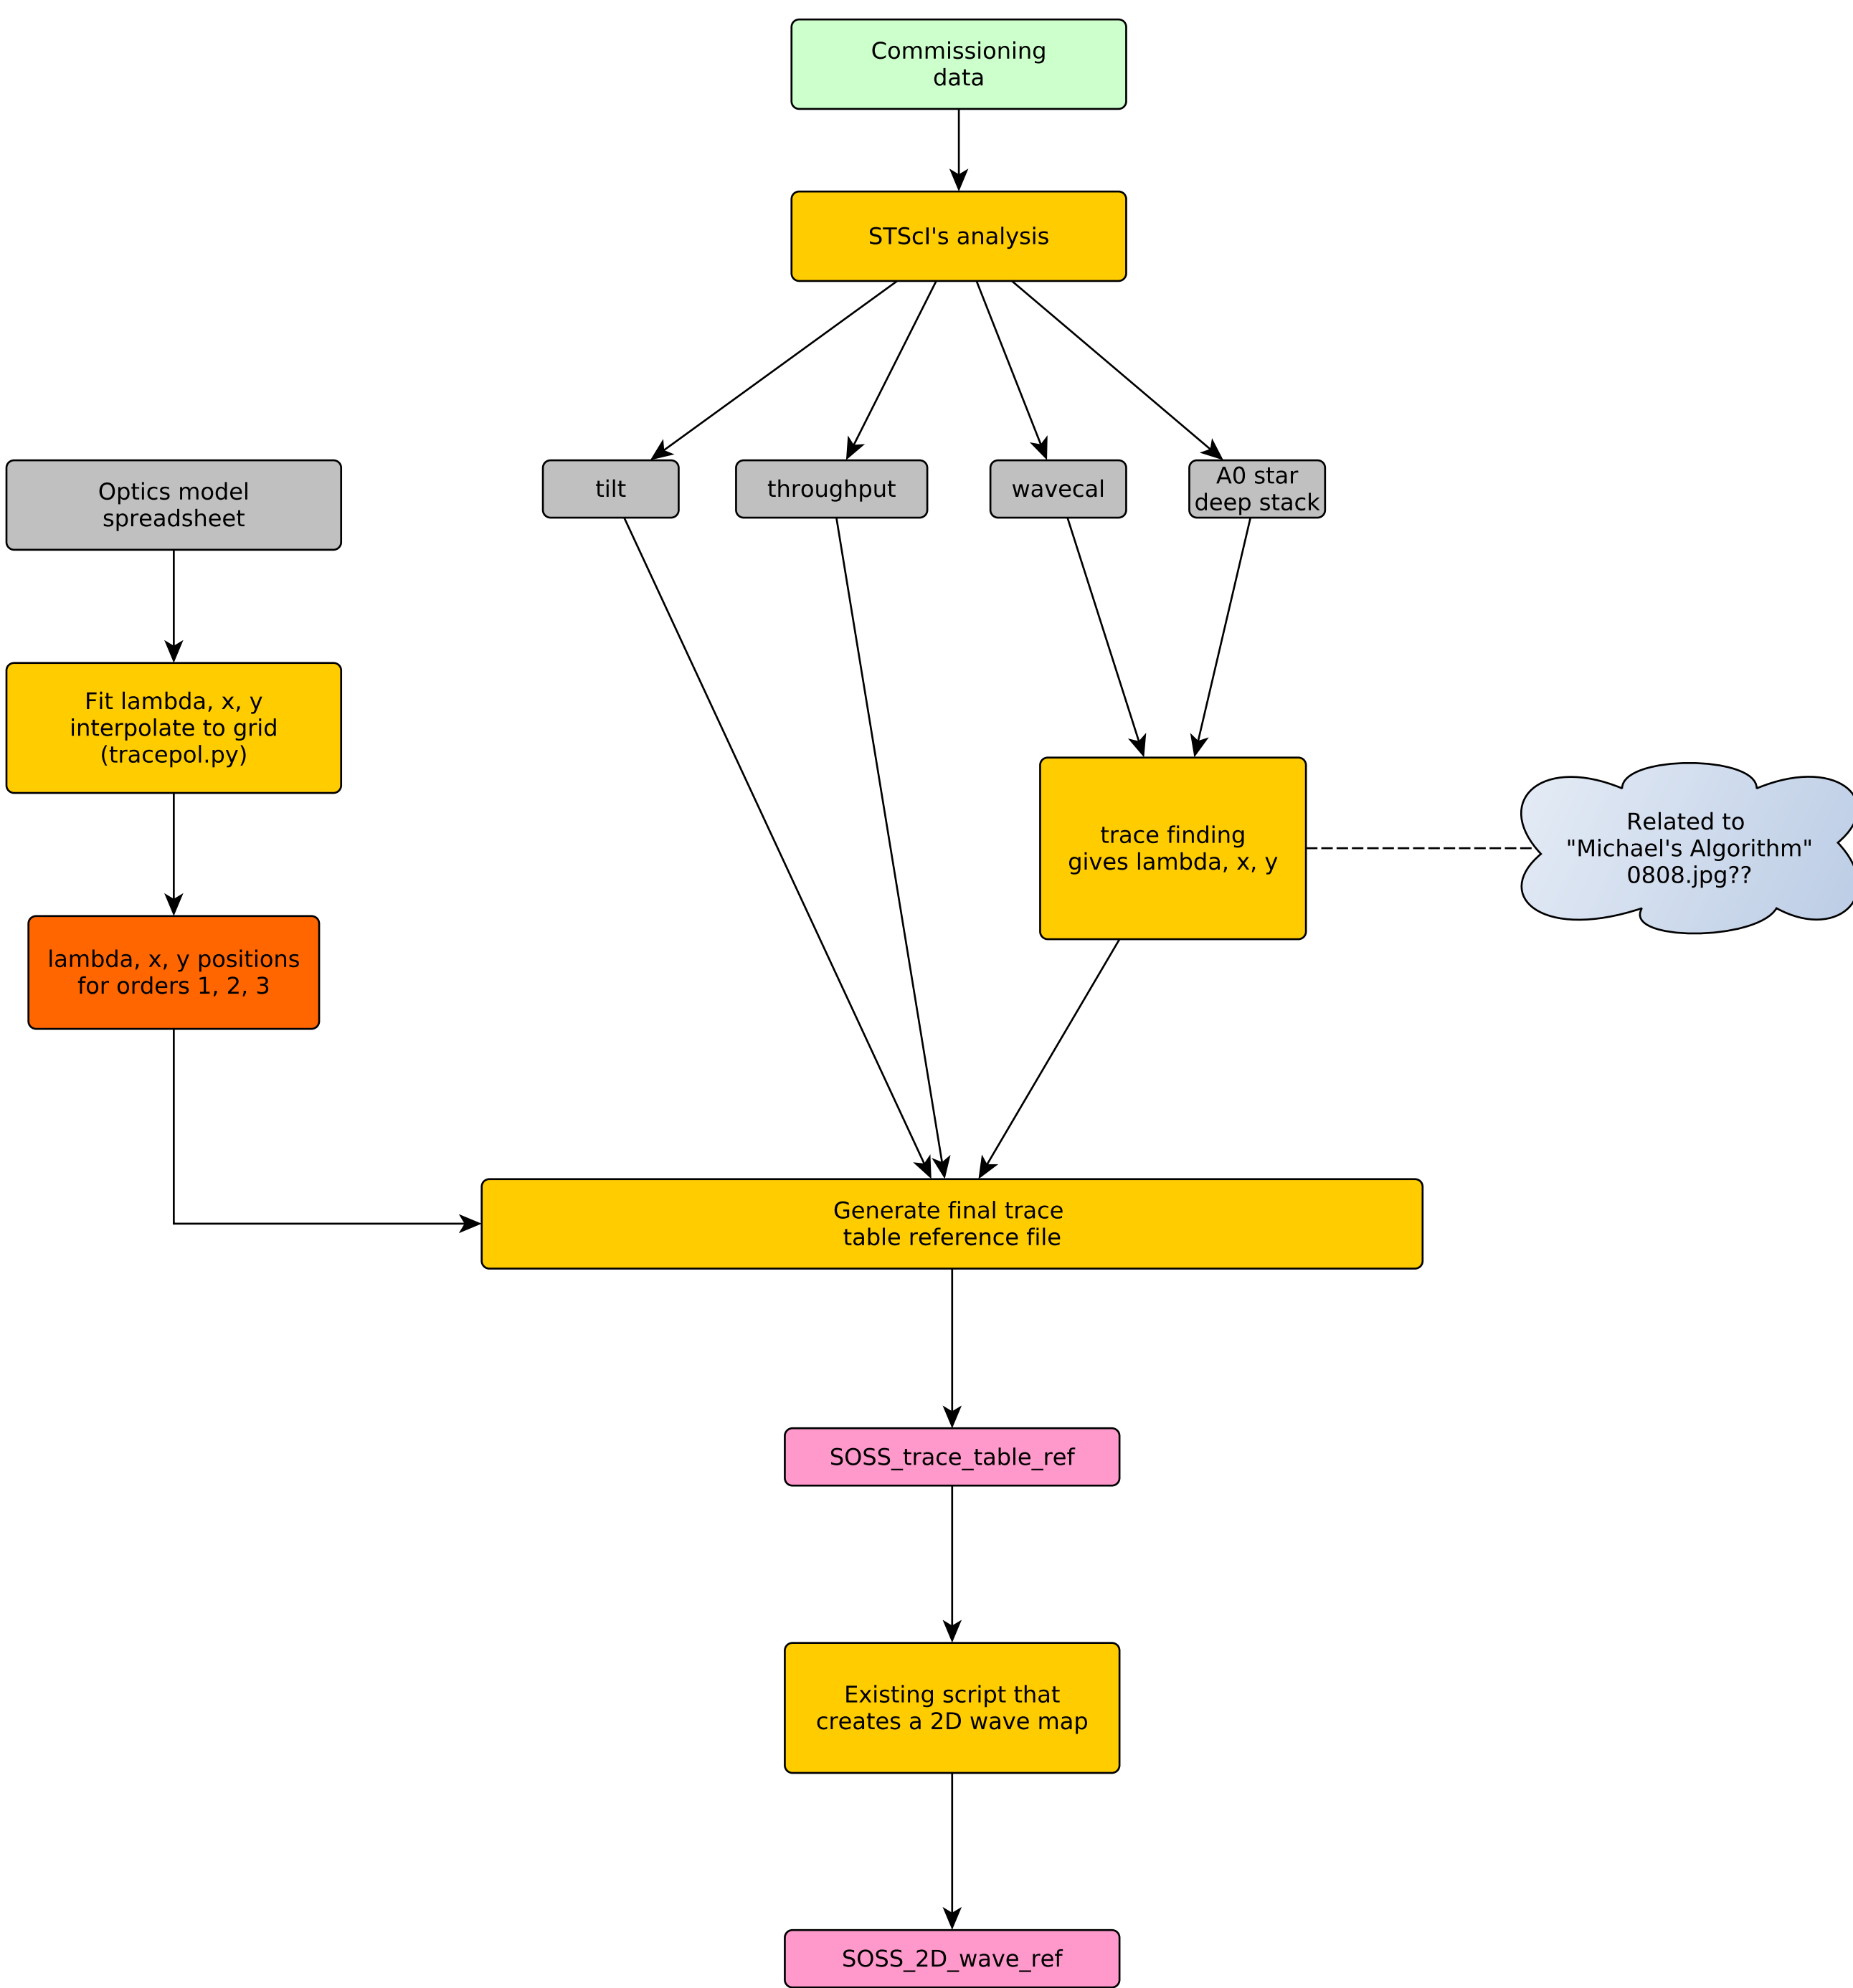 Commissioning
data
STScI's analysis
Optics model
spreadsheet
tilt
throughput
wavecal
A0 star
deep stack
Fit lambda, x, y
interpolate to grid
(tracepol.py)
trace finding
gives lambda, x, y
Related to
"Michael's Algorithm"
0808.jpg??
lambda, x, y positions
for orders 1, 2, 3
Generate final trace
table reference file
SOSS_trace_table_ref
Existing script that
creates a 2D wave map
SOSS_2D_wave_ref